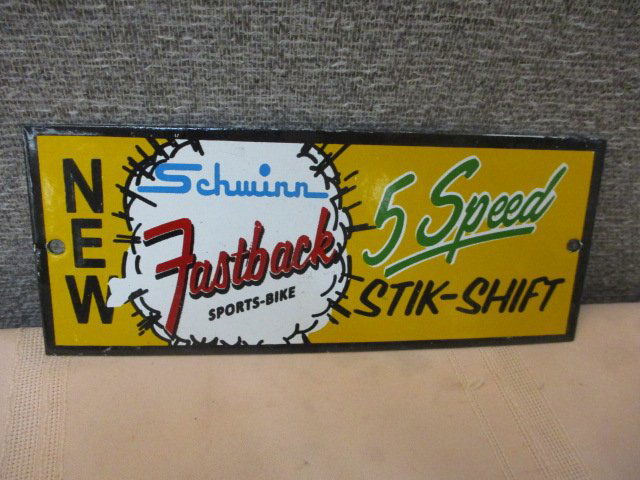 NEW
Schwinn
Fastback
SPORTS-BIKE
5 Speed
STIK-SHIFT